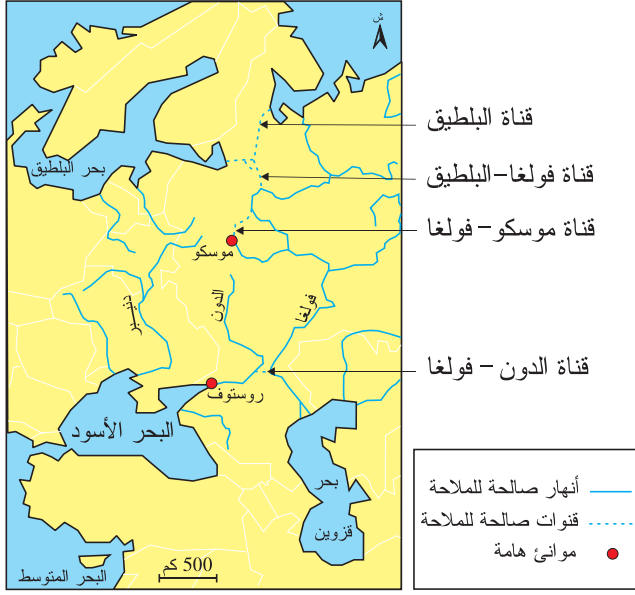 ش
قناة البلطيق
بحر البلطيق
قناة فولغا-البلطيق
قناة موسكو-فولغا
موسكو
دنيبر
الدون
فولغا
قناة الدون - فولغا
روستوف
البحر الأسود
بحر
قزوين
البحر المتوسط
500 كم
أنهار صالحة للملاحة
قنوات صالحة للملاحة
موانئ هامة